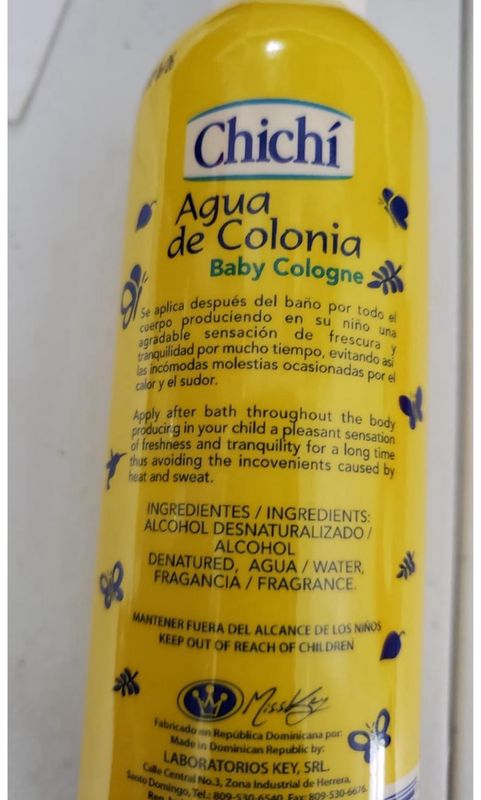 Chichí
Agua
de Colonia
Baby Cologne
Se aplica después del baño por todo el
cuerpo produciendo en su niño una
agradable sensación de frescura y
tranquilidad por mucho tiempo, evitando así
las incómodas molestias ocasionadas por el
calor y el sudor.
Apply after bath throughout the body
producing in your child a pleasant sensation
of freshness and tranquility for a long time
thus avoiding the incovenients caused by
heat and sweat.
INGREDIENTES / INGREDIENTS:
ALCOHOL DESNATURALIZADO /
ALCOHOL
DENATURED, AGUA / WATER,
FRAGANCIA / FRAGRANCE.
MANTENER FUERA DEL ALCANCE DE LOS NIÑOS
KEEP OUT OF REACH OF CHILDREN
MissKey
Fabricado en República Dominicana por:
Made in Dominican Republic by:
LABORATORIOS KEY, SRL.
Calle Central No.3, Zona Industrial de Herrera,
Santo Domingo, Tel.: 809-530-6540, Fax: 809-530-6676